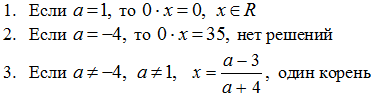 1. Если a = 1, то 0 · x = 0, x ∈ R
2. Если a = −4, то 0 · x = 35, нет решений
3. Если a ≠ −4, a ≠ 1, x = (a − 3)/(a + 4), один корень